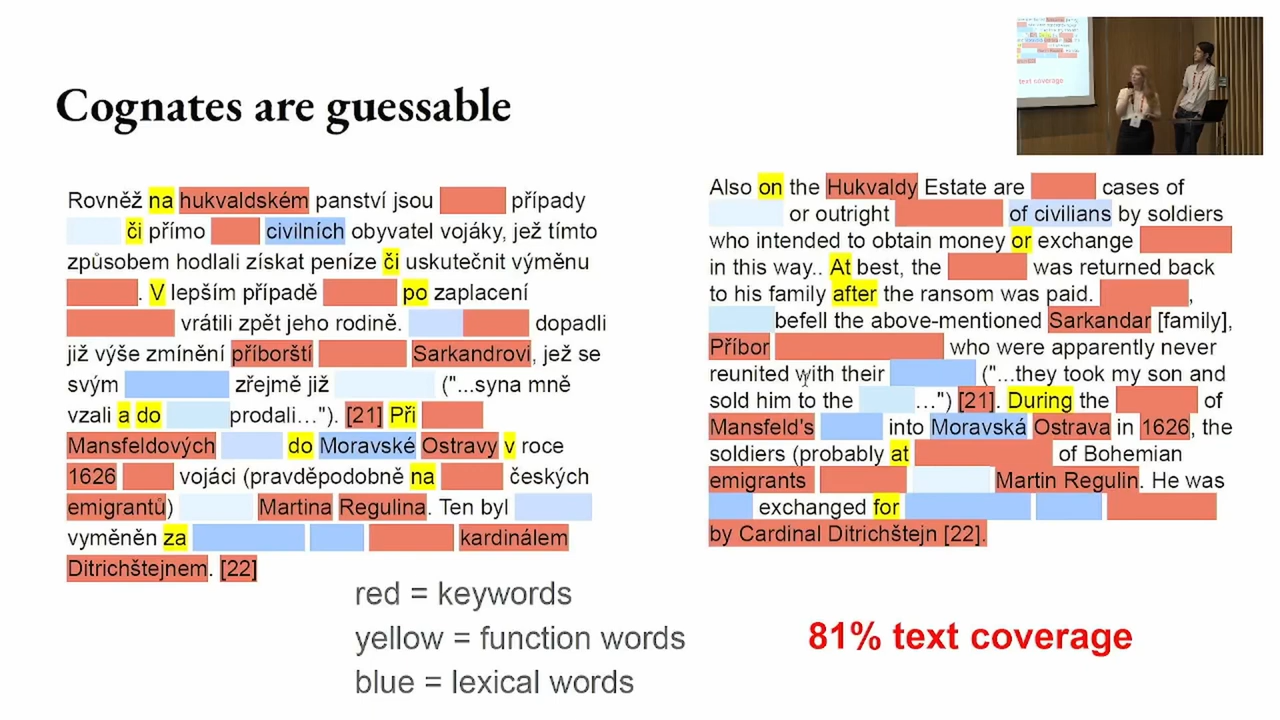 Cognates are guessable
Rovněž na hukvaldském panství jsou případy
či přímo civilních obyvatel vojáky, jež tímto
způsobem hodlali získat peníze či uskutečnit výměnu
. V lepším případě po zaplacení
vrátili zpět jeho rodině. dopadli
již výše zmínění příborští Sarkandrovi, jež se
svým zřejmě již ("...syna mně
vzali a do prodali…"). [21] Při
Mansfeldových do Moravské Ostravy v roce
1626 vojáci (pravděpodobně na českých
emigrantů) Martina Regulina. Ten byl
vyměněn za kardinálem
Ditrichštejnem. [22]
Also on the Hukvaldy Estate are cases of
or outright of civilians by soldiers
who intended to obtain money or exchange
in this way.. At best, the was returned back
to his family after the ransom was paid. ,
befell the above-mentioned Sarkandar [family],
Příbor who were apparently never
reunited with their ("...they took my son and
sold him to the …") [21]. During the of
Mansfeld's into Moravská Ostrava in 1626, the
soldiers (probably at of Bohemian
emigrants Martin Regulin. He was
exchanged for
by Cardinal Ditrichštejn [22].
red = keywords
yellow = function words
blue = lexical words
81% text coverage
text coverage